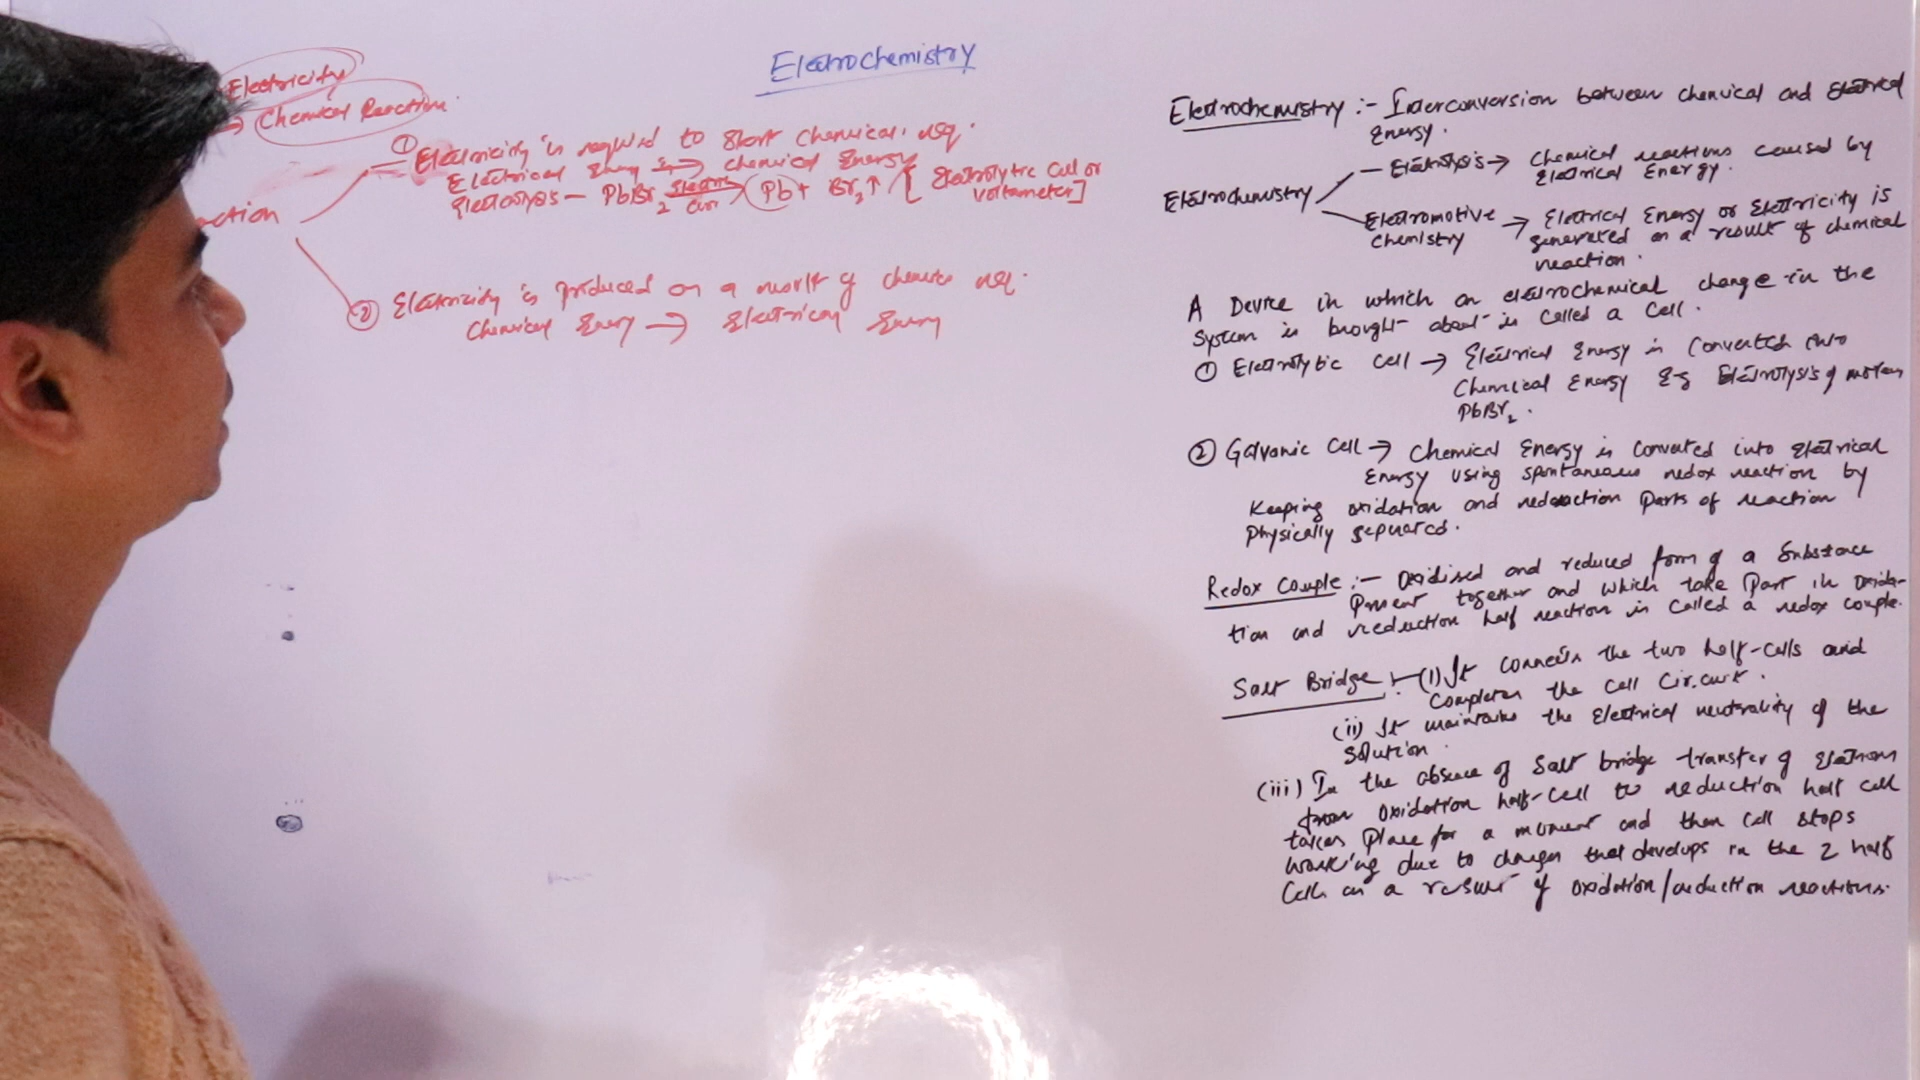 Electrochemistry
Electricity
→ Chemical Reaction
① Electricity is required to start chemical. req.
Electrical Energy is → chemical Energy
Electrolysis — PbBr2 Electric Curr → Pb + Br2 ↑ [ Electrolytic Cell or voltameter]
action
② Electricity is produced as a result of chemical req.
Chemical Energy → Electrical Energy
Electrochemistry :- Interconversion between chemical and Electrical
Energy.
Electrochemistry
— Electrolysis → Chemical reactions caused by
Electrical Energy.
Electromotive chemistry → Electrical Energy or Electricity is
generated as a result of chemical
reaction.
A Device in which an electrochemical change in the
System is brought about is called a Cell.
① Electrolytic cell → Electrical Energy is Converted into
Chemical Energy Eg Electrolysis of molten
PbBr2.
② Galvanic Cell → Chemical Energy is Converted into Electrical
Energy using spontaneous redox reaction by
Keeping oxidation and reduction parts of reaction
Physically separated.
Redox Couple :— Oxidised and reduced form of a Substance
Present together and which take Part in Oxida-
tion and reduction half reaction is called a redox couple.
Salt Bridge :- (i) It connects the two half-cells and
Completes the Cell Circuit.
(ii) It maintains the Electrical neutrality of the
Solution.
(iii) In the absence of Salt bridge transfer of Electrons
from Oxidation half-Cell to reduction half cell
takes place for a moment and then Cell stops
working due to charges that develops in the 2 half
Cells as a result of oxidation/reduction reactions.